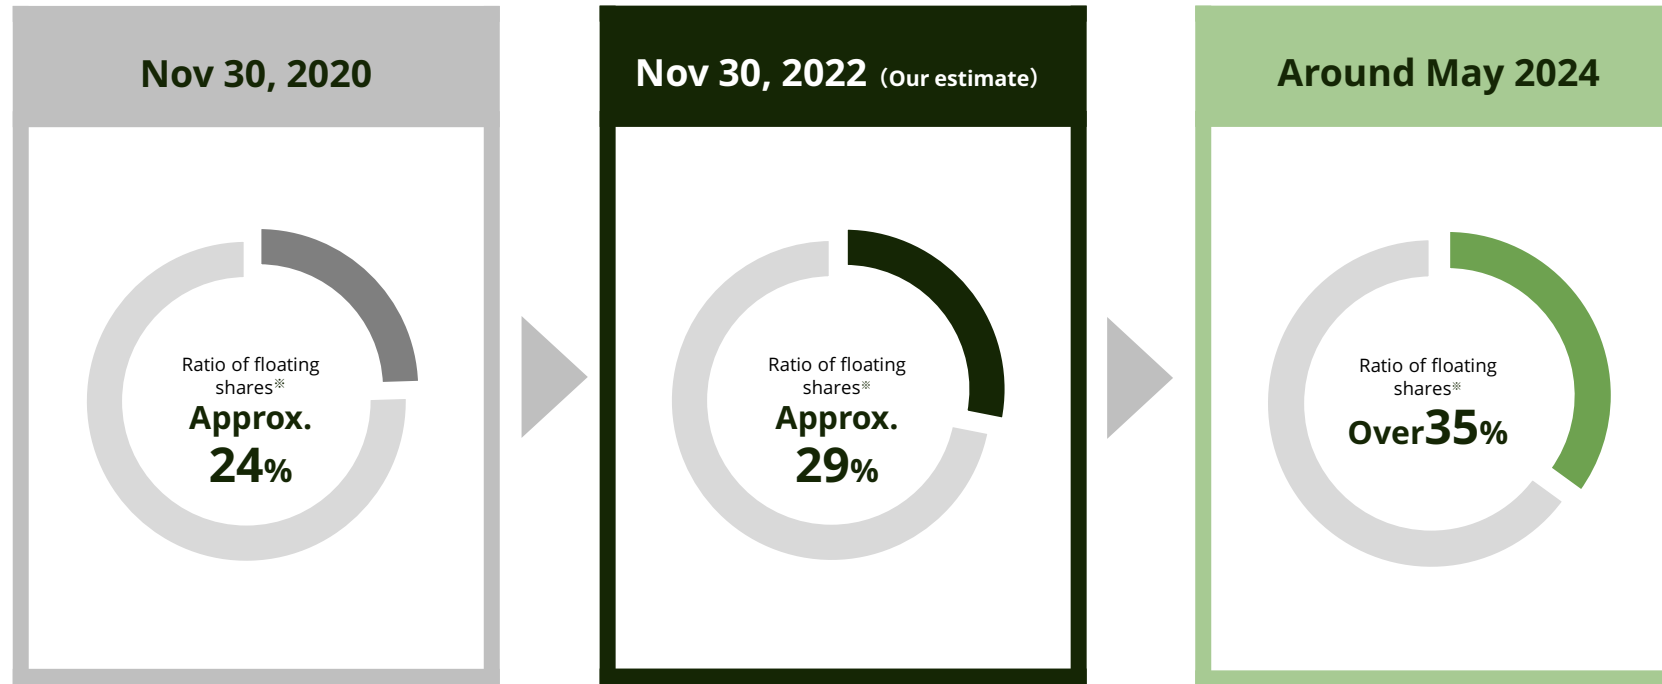 Nov 30, 2020
Ratio of floating
shares※
Approx.
24%
Nov 30, 2022（Our estimate）
Ratio of floating
shares※
Approx.
29%
Around May 2024
Ratio of floating
shares※
Over35%